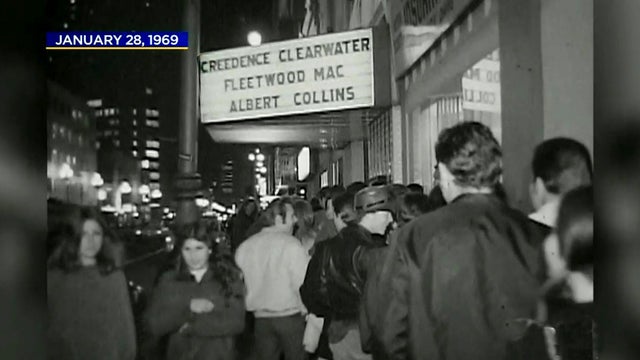 JANUARY 28, 1969
CREEDENCE CLEARWATER
FLEETWOOD MAC
ALBERT COLLINS